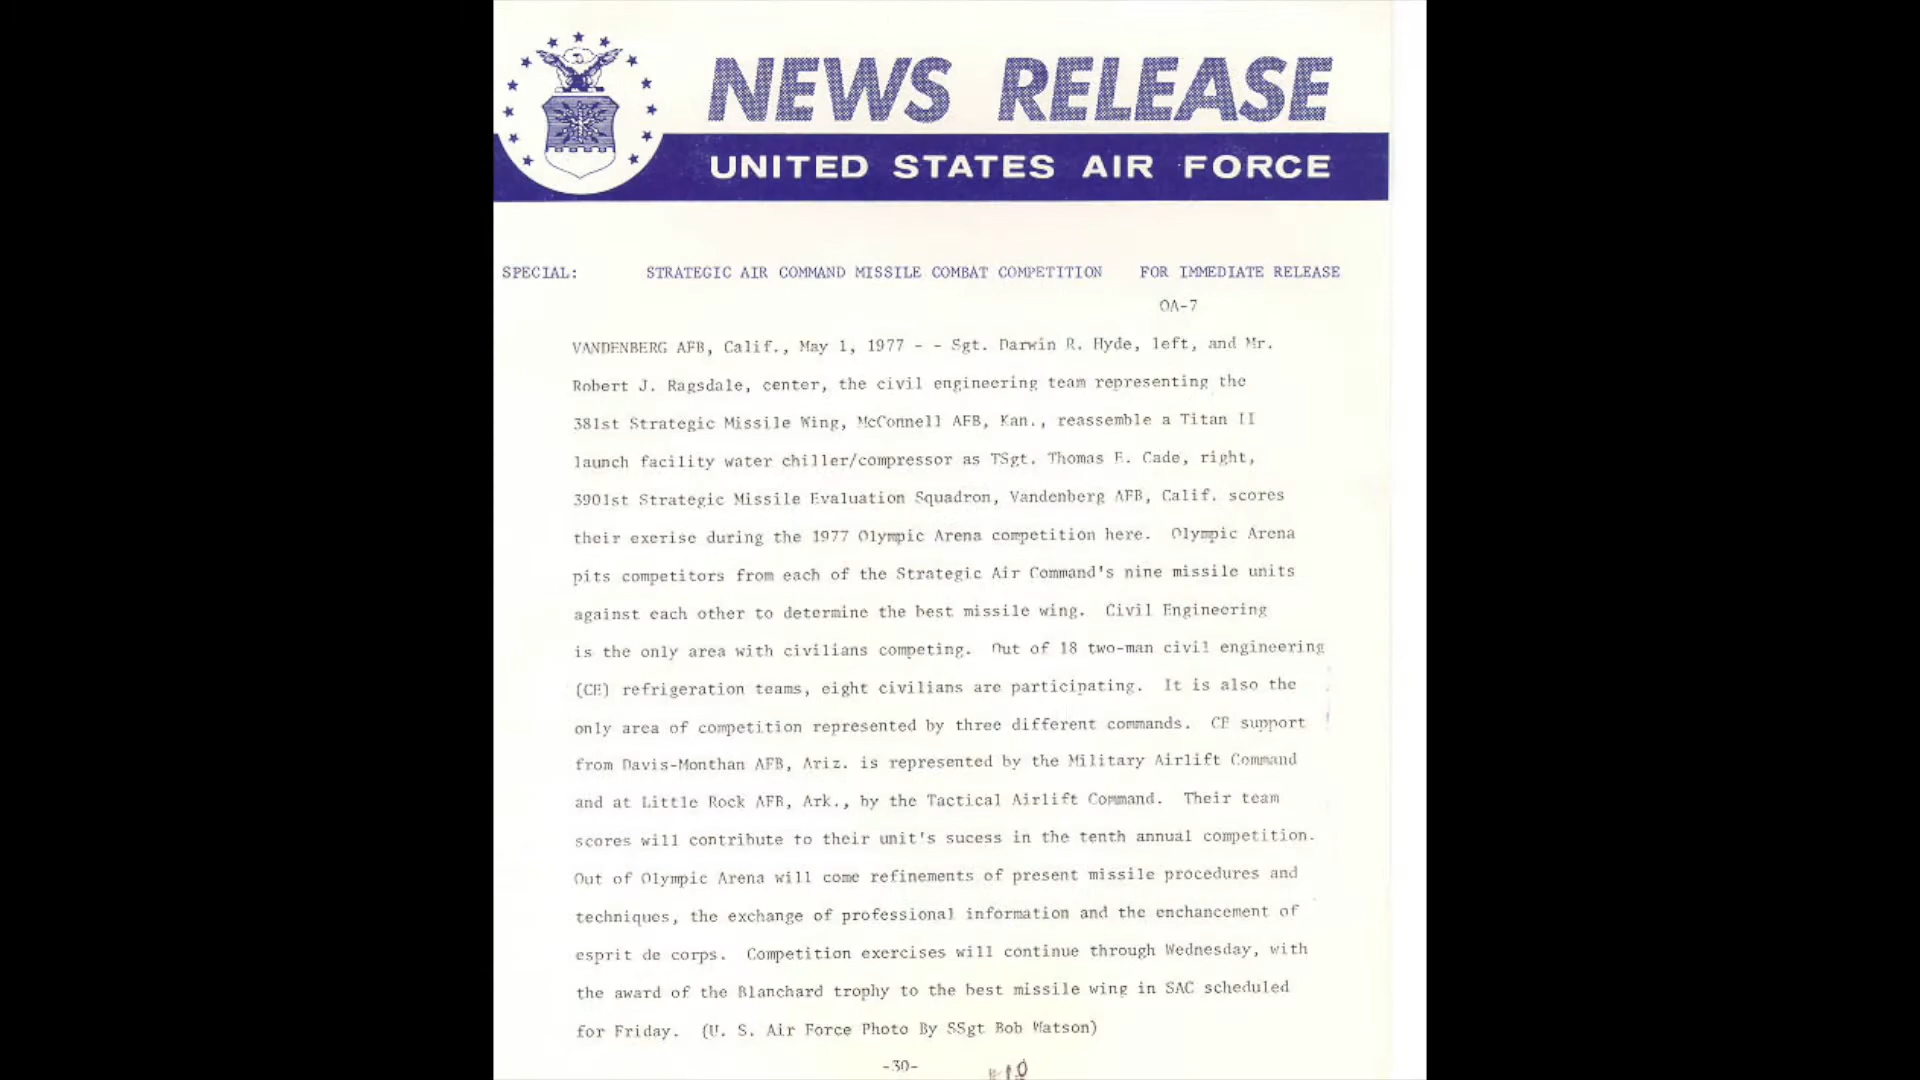 NEWS RELEASE
UNITED STATES AIR FORCE
SPECIAL: STRATEGIC AIR COMMAND MISSILE COMBAT COMPETITION FOR IMMEDIATE RELEASE
OA-7
VANDENBERG AFB, Calif., May 1, 1977 - - Sgt. Darwin R. Hyde, left, and Mr.
Robert J. Ragsdale, center, the civil engineering team representing the
381st Strategic Missile Wing, McConnell AFB, Kan., reassemble a Titan II
launch facility water chiller/compressor as TSgt. Thomas E. Cade, right,
3901st Strategic Missile Evaluation Squadron, Vandenberg AFB, Calif. scores
their exerise during the 1977 Olympic Arena competition here. Olympic Arena
pits competitors from each of the Strategic Air Command's nine missile units
against each other to determine the best missile wing. Civil Engineering
is the only area with civilians competing. Out of 18 two-man civil engineering
(CE) refrigeration teams, eight civilians are participating. It is also the
only area of competition represented by three different commands. CE support
from Davis-Monthan AFB, Ariz. is represented by the Military Airlift Command
and at Little Rock AFB, Ark., by the Tactical Airlift Command. Their team
scores will contribute to their unit's sucess in the tenth annual competition.
Out of Olympic Arena will come refinements of present missile procedures and
techniques, the exchange of professional information and the enchancement of
esprit de corps. Competition exercises will continue through Wednesday, with
the award of the Blanchard trophy to the best missile wing in SAC scheduled
for Friday. (U. S. Air Force Photo By SSgt Bob Watson)
-30-